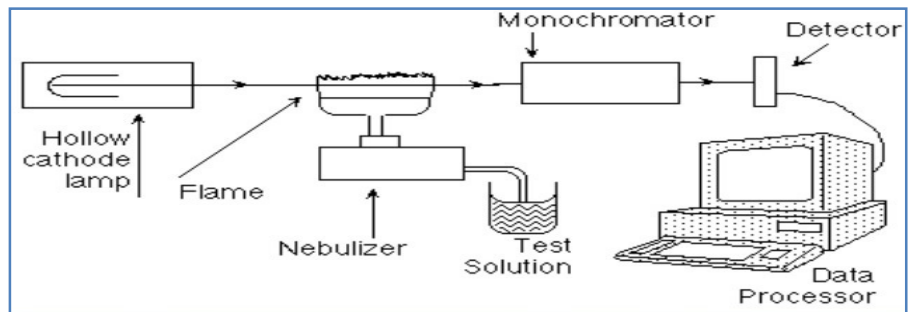 Monochromator
Detector
Hollow
cathode
lamp
Flame
Nebulizer
Test
Solution
Data
Processor